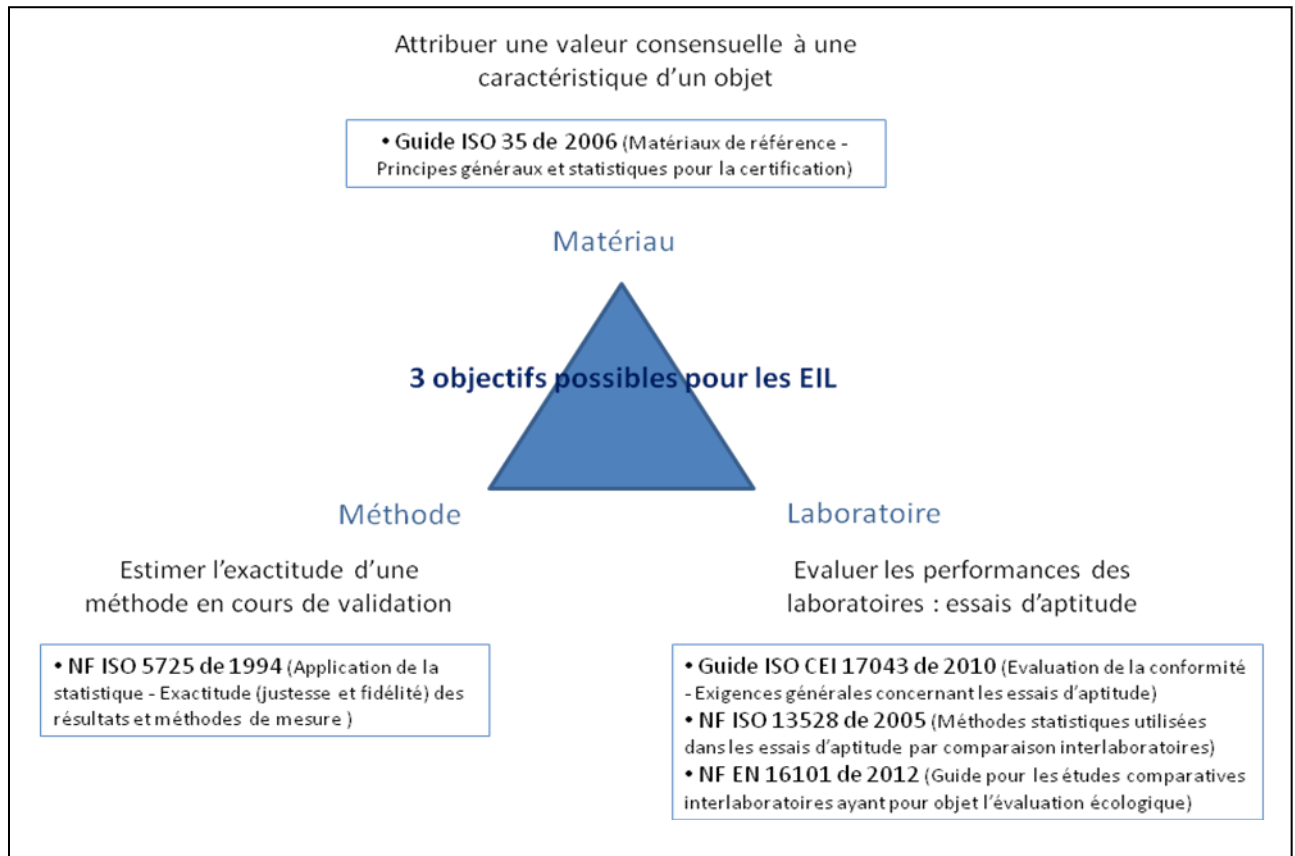 Attribuer une valeur consensuelle à une
caractéristique d'un objet
• Guide ISO 35 de 2006 (Matériaux de référence -
Principes généraux et statistiques pour la certification)
Matériau
3 objectifs possibles pour les EIL
Méthode
Estimer l'exactitude d'une
méthode en cours de validation
• NF ISO 5725 de 1994 (Application de la
statistique - Exactitude (justesse et fidélité) des
résultats et méthodes de mesure )
Laboratoire
Evaluer les performances des
laboratoires : essais d'aptitude
• Guide ISO CEI 17043 de 2010 (Evaluation de la conformité
- Exigences générales concernant les essais d'aptitude)
• NF ISO 13528 de 2005 (Méthodes statistiques utilisées
dans les essais d'aptitude par comparaison interlaboratoires)
• NF EN 16101 de 2012 (Guide pour les études comparatives
interlaboratoires ayant pour objet l'évaluation écologique)